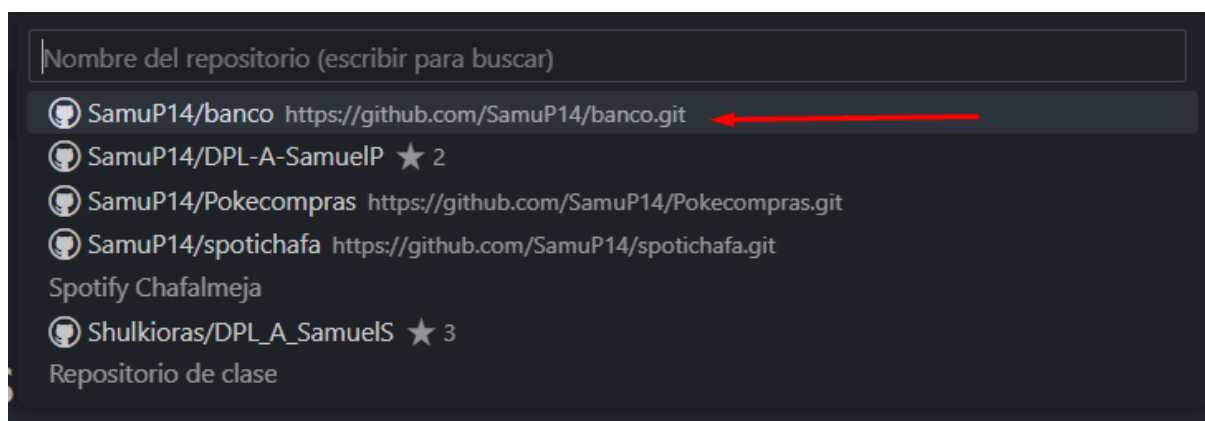 Nombre del repositorio (escribir para buscar)
SamuP14/banco https://github.com/SamuP14/banco.git
SamuP14/DPL-A-SamuelP ★ 2
SamuP14/Pokecompras https://github.com/SamuP14/Pokecompras.git
SamuP14/spotichafa https://github.com/SamuP14/spotichafa.git
Spotify Chafalmeja
Shulkioras/DPL_A_SamuelS ★ 3
Repositorio de clase